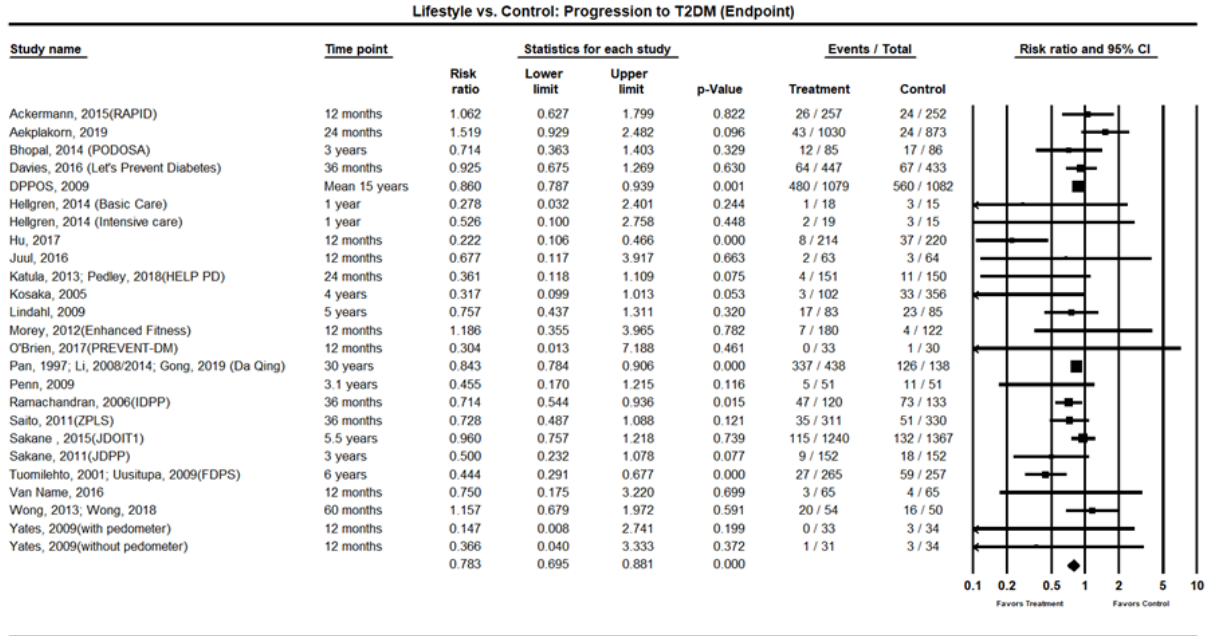 Lifestyle vs. Control: Progression to T2DM (Endpoint)
Study name Time point Statistics for each study Events / Total Risk ratio and 95% CI
Risk ratio Lower limit Upper limit p-Value Treatment Control
Ackermann, 2015(RAPID) 12 months 1.062 0.627 1.799 0.822 26 / 257 24 / 252
Aekplakorn, 2019 24 months 1.519 0.929 2.482 0.096 43 / 1030 24 / 873
Bhopal, 2014 (PODOSA) 3 years 0.714 0.363 1.403 0.329 12 / 85 17 / 86
Davies, 2016 (Let's Prevent Diabetes) 36 months 0.925 0.675 1.269 0.630 64 / 447 67 / 433
DPPOS, 2009 Mean 15 years 0.860 0.787 0.939 0.001 480 / 1079 560 / 1082
Hellgren, 2014 (Basic Care) 1 year 0.278 0.032 2.401 0.244 1 / 18 3 / 15
Hellgren, 2014 (Intensive care) 1 year 0.526 0.100 2.758 0.448 2 / 19 3 / 15
Hu, 2017 12 months 0.222 0.106 0.466 0.000 8 / 214 37 / 220
Juul, 2016 12 months 0.677 0.117 3.917 0.663 2 / 63 3 / 64
Katula, 2013; Pedley, 2018(HELP PD) 24 months 0.361 0.118 1.109 0.075 4 / 151 11 / 150
Kosaka, 2005 4 years 0.317 0.099 1.013 0.053 3 / 102 33 / 356
Lindahl, 2009 5 years 0.757 0.437 1.311 0.320 17 / 83 23 / 85
Morey, 2012(Enhanced Fitness) 12 months 1.186 0.355 3.965 0.782 7 / 180 4 / 122
O'Brien, 2017(PREVENT-DM) 12 months 0.304 0.013 7.188 0.461 0 / 33 1 / 30
Pan, 1997; Li, 2008/2014; Gong, 2019 (Da Qing) 30 years 0.843 0.784 0.906 0.000 337 / 438 126 / 138
Penn, 2009 3.1 years 0.455 0.170 1.215 0.116 5 / 51 11 / 51
Ramachandran, 2006(IDPP) 36 months 0.714 0.544 0.936 0.015 47 / 120 73 / 133
Saito, 2011(ZPLS) 36 months 0.728 0.487 1.088 0.121 35 / 311 51 / 330
Sakane , 2015(JDOIT1) 5.5 years 0.960 0.757 1.218 0.739 115 / 1240 132 / 1367
Sakane, 2011(JDPP) 3 years 0.500 0.232 1.078 0.077 9 / 152 18 / 152
Tuomilehto, 2001; Uusitupa, 2009(FDPS) 6 years 0.444 0.291 0.677 0.000 27 / 265 59 / 257
Van Name, 2016 12 months 0.750 0.175 3.220 0.699 3 / 65 4 / 65
Wong, 2013; Wong, 2018 60 months 1.157 0.679 1.972 0.591 20 / 54 16 / 50
Yates, 2009(with pedometer) 12 months 0.147 0.008 2.741 0.199 0 / 33 3 / 34
Yates, 2009(without pedometer) 12 months 0.366 0.040 3.333 0.372 1 / 31 3 / 34
0.783 0.695 0.881 0.000
0.1 0.2 0.5 1 2 5 10
Favors Treatment Favors Control